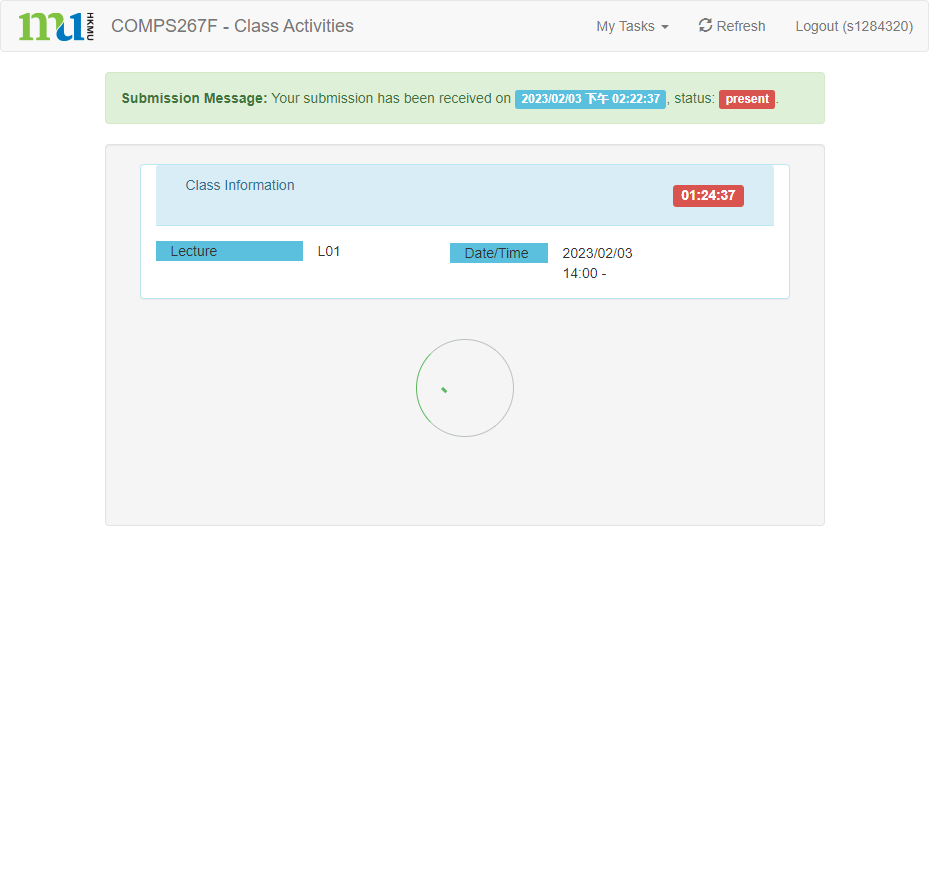 mu HKMU COMPS267F - Class Activities My Tasks Refresh Logout (s1284320)
Submission Message: Your submission has been received on 2023/02/03 下午 02:22:37, status: present.
Class Information 01:24:37
Lecture L01 Date/Time 2023/02/03
14:00 -